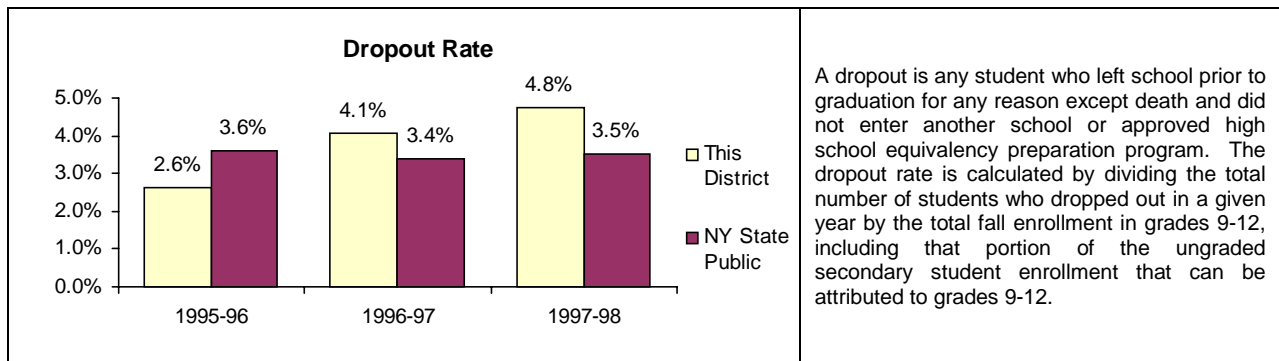 Dropout Rate
5.0%
4.0%
3.0%
2.0%
1.0%
0.0%
2.6%
3.6%
4.1%
3.4%
4.8%
3.5%
1995-96
1996-97
1997-98
This
District
NY State
Public
A dropout is any student who left school prior to
graduation for any reason except death and did
not enter another school or approved high
school equivalency preparation program. The
dropout rate is calculated by dividing the total
number of students who dropped out in a given
year by the total fall enrollment in grades 9-12,
including that portion of the ungraded
secondary student enrollment that can be
attributed to grades 9-12.